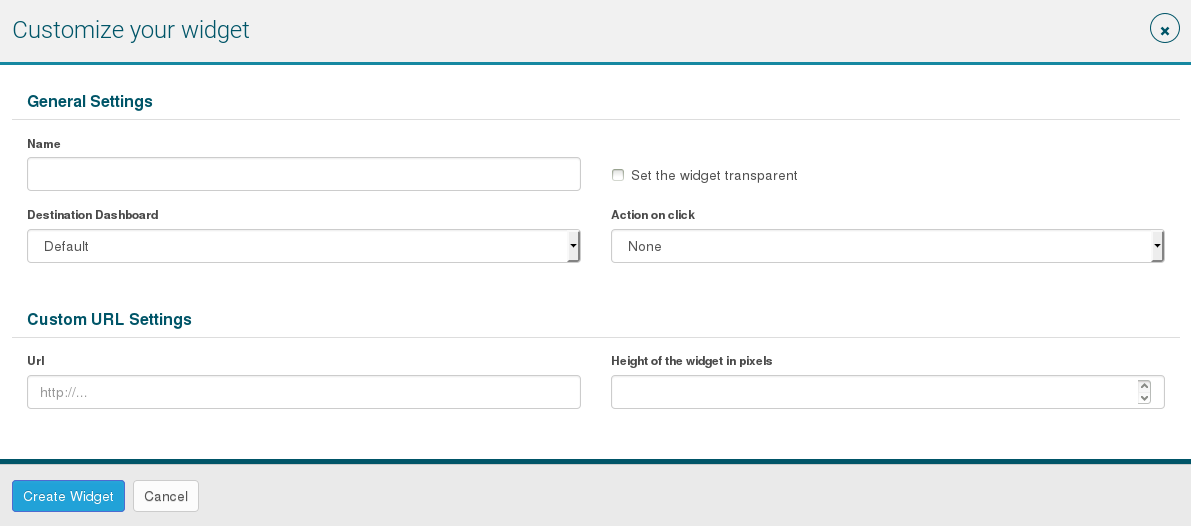 Customize your widget
General Settings
Name
Set the widget transparent
Destination Dashboard
Action on click
Default
None
Custom URL Settings
Url
Height of the widget in pixels
http://...
Create Widget
Cancel